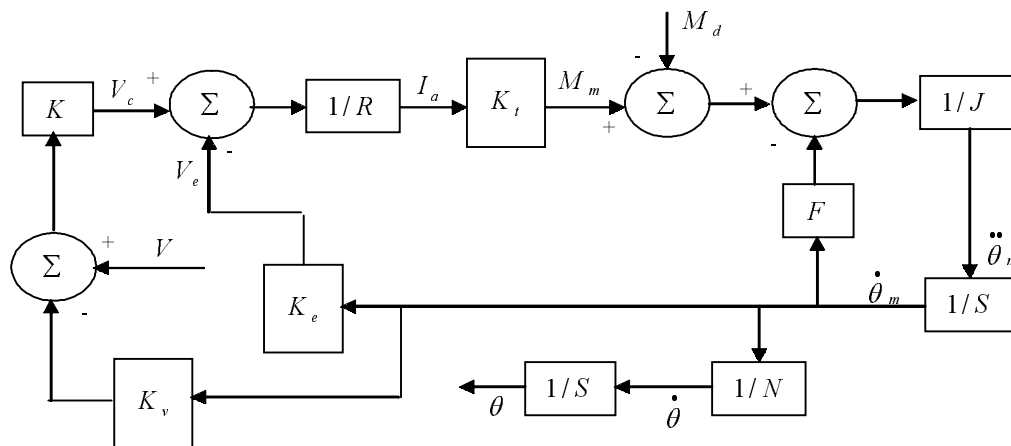 M_d
K
V_c
+
Σ
1/R
I_a
K_t
M_m
-
Σ
+
+
Σ
1/J
-
V_e
-
F
Σ
+
V
-
K_e
θ̇_m
θ̈
1/S
K_v
θ
1/S
θ̇
1/N